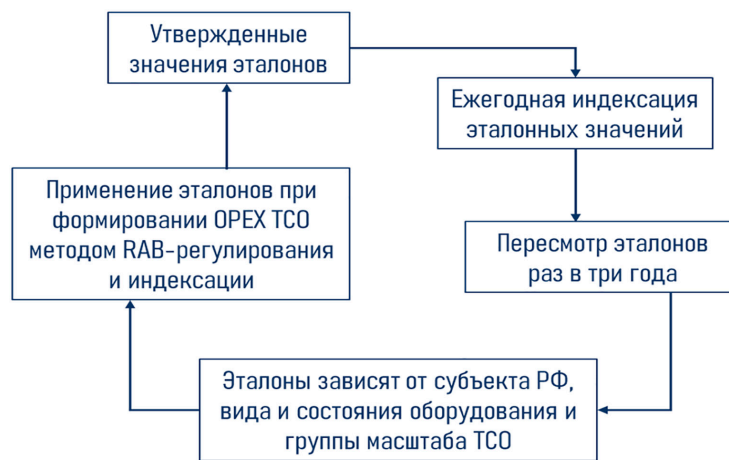 Утвержденные
значения эталонов
Ежегодная индексация
эталонных значений
Применение эталонов при
формировании OPEX ТСО
методом RAB-регулирования
и индексации
Пересмотр эталонов
раз в три года
Эталоны зависят от субъекта РФ,
вида и состояния оборудования и
группы масштаба ТСО